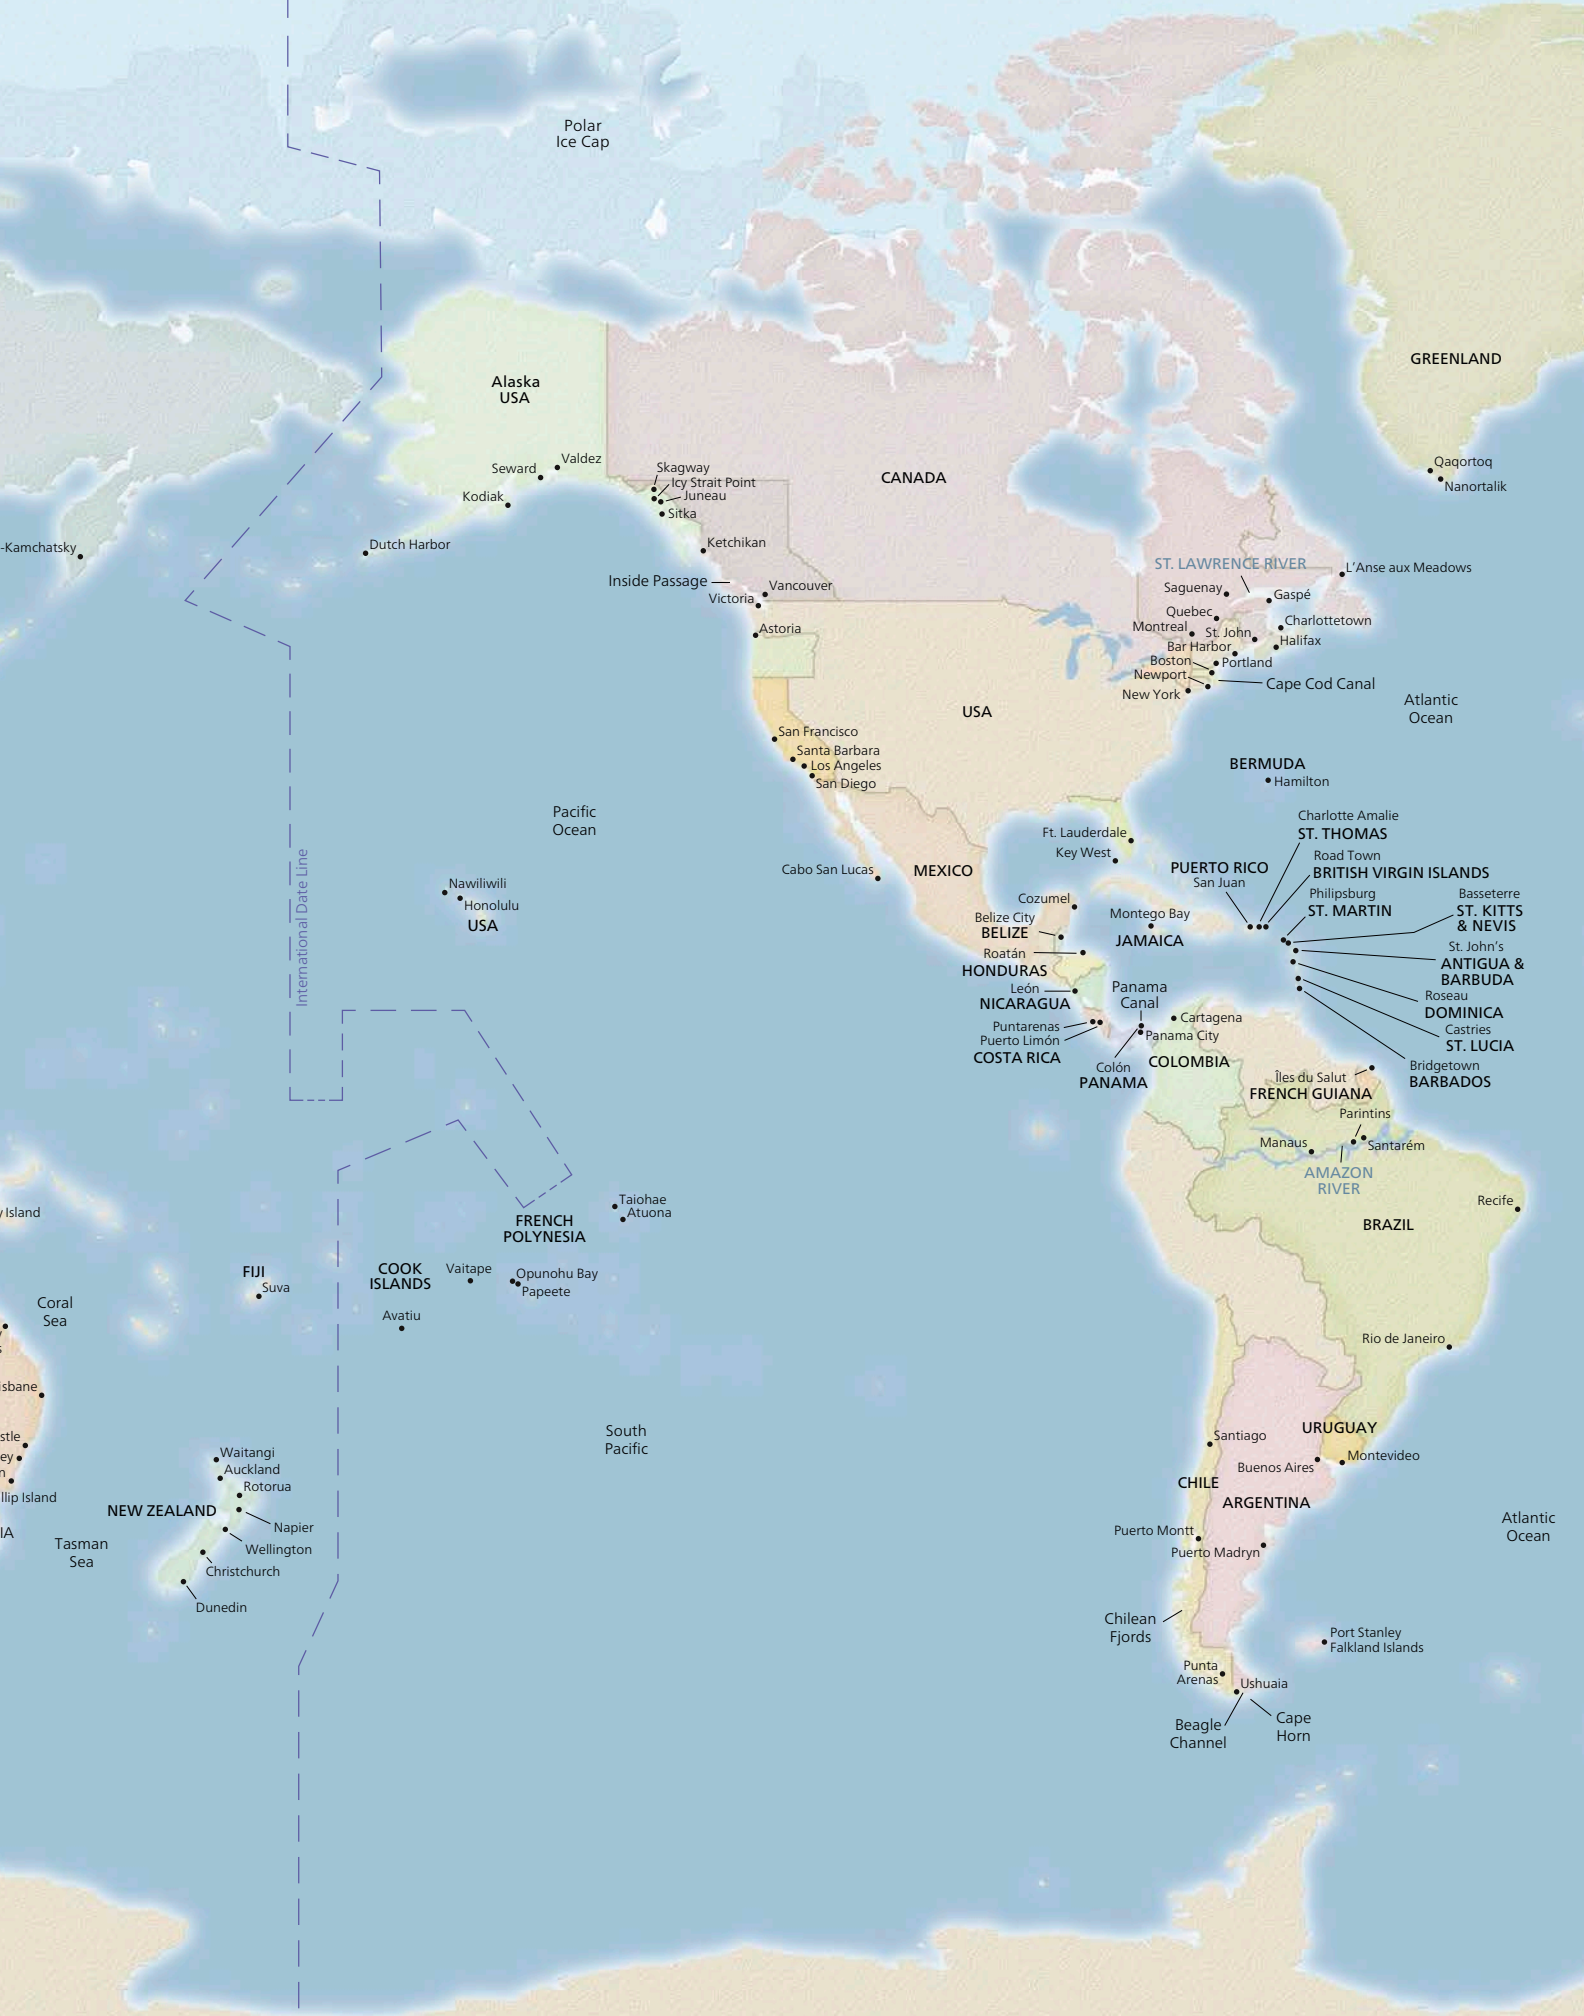 Polar
Ice Cap
GREENLAND
Alaska
USA
Valdez
Seward
Kodiak
Skagway
Icy Strait Point
Juneau
Sitka
CANADA
Qaqortoq
Nanortalik
-Kamchatsky
Dutch Harbor
Ketchikan
Inside Passage
Vancouver
Victoria
Astoria
ST. LAWRENCE RIVER
L'Anse aux Meadows
Saguenay
Gaspé
Quebec
Charlottetown
Montreal
St. John
Halifax
Bar Harbor
Boston
Portland
Newport
Cape Cod Canal
New York
Atlantic
Ocean
USA
San Francisco
Santa Barbara
Los Angeles
San Diego
BERMUDA
Hamilton
Pacific
Ocean
International Date Line
Nawiliwili
Honolulu
USA
Cabo San Lucas
MEXICO
Ft. Lauderdale
Key West
Charlotte Amalie
ST. THOMAS
Road Town
BRITISH VIRGIN ISLANDS
PUERTO RICO
San Juan
Philipsburg
ST. MARTIN
Basseterre
ST. KITTS
& NEVIS
Cozumel
Belize City
BELIZE
Montego Bay
JAMAICA
St. John's
ANTIGUA &
BARBUDA
Roatán
HONDURAS
León
NICARAGUA
Panama
Canal
Roseau
DOMINICA
Cartagena
Puntarenas
Puerto Limón
COSTA RICA
Panama City
Castries
ST. LUCIA
Colón
PANAMA
COLOMBIA
Bridgetown
BARBADOS
Îles du Salut
FRENCH GUIANA
Parintins
Manaus
Santarém
AMAZON
RIVER
Recife
BRAZIL
y Island
Taiohae
Atuona
FRENCH
POLYNESIA
FIJI
Suva
COOK
ISLANDS
Vaitape
Opunohu Bay
Papeete
Avatiu
Coral
Sea
isbane
Rio de Janeiro
South
Pacific
stle
ey
n
llip Island
IA
Waitangi
Auckland
Rotorua
NEW ZEALAND
Napier
Wellington
Christchurch
Dunedin
Tasman
Sea
URUGUAY
Santiago
Montevideo
Buenos Aires
CHILE
ARGENTINA
Puerto Montt
Puerto Madryn
Atlantic
Ocean
Chilean
Fjords
Port Stanley
Falkland Islands
Punta
Arenas
Ushuaia
Beagle
Channel
Cape
Horn